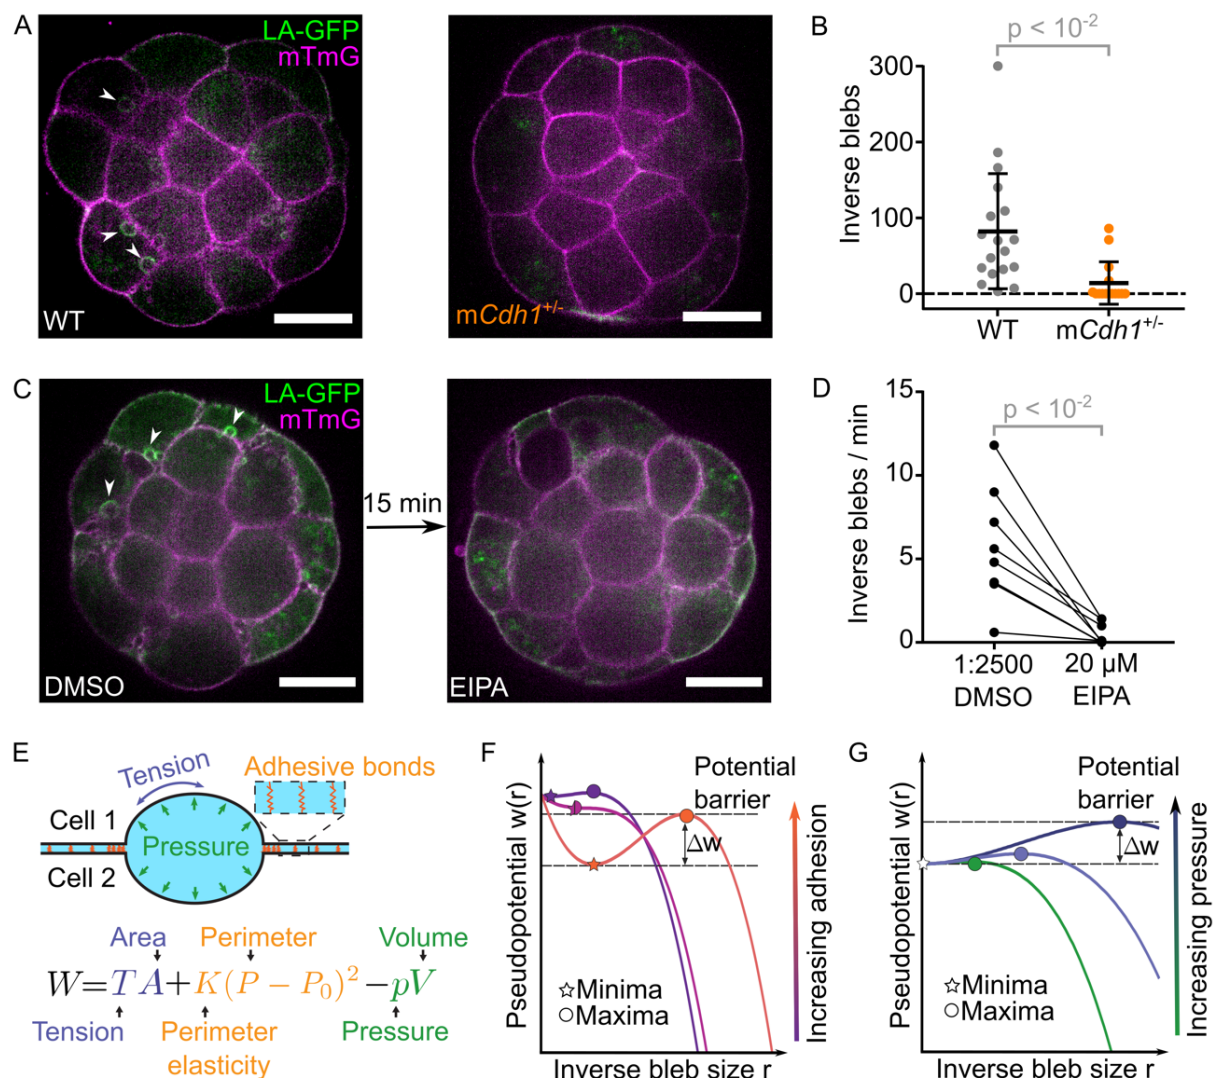 A
LA-GFP
mTmG
WT
mCdh1+/-
B
p < 10-2
Inverse blebs
300
200
100
0
WT
mCdh1+/-
C
LA-GFP
mTmG
DMSO
15 min
EIPA
D
p < 10-2
Inverse blebs / min
15
10
5
0
1:2500
DMSO
20 µM
EIPA
E
Tension
Adhesive bonds
Cell 1
Pressure
Cell 2
Area
Perimeter
Volume
W=TA+K(P − P0)2−pV
Tension
Perimeter
elasticity
Pressure
F
Pseudopotential w(r)
Potential
barrier
Δw
Minima
Maxima
Inverse bleb size r
Increasing adhesion
G
Pseudopotential w(r)
Potential
barrier
Δw
Minima
Maxima
Inverse bleb size r
Increasing pressure